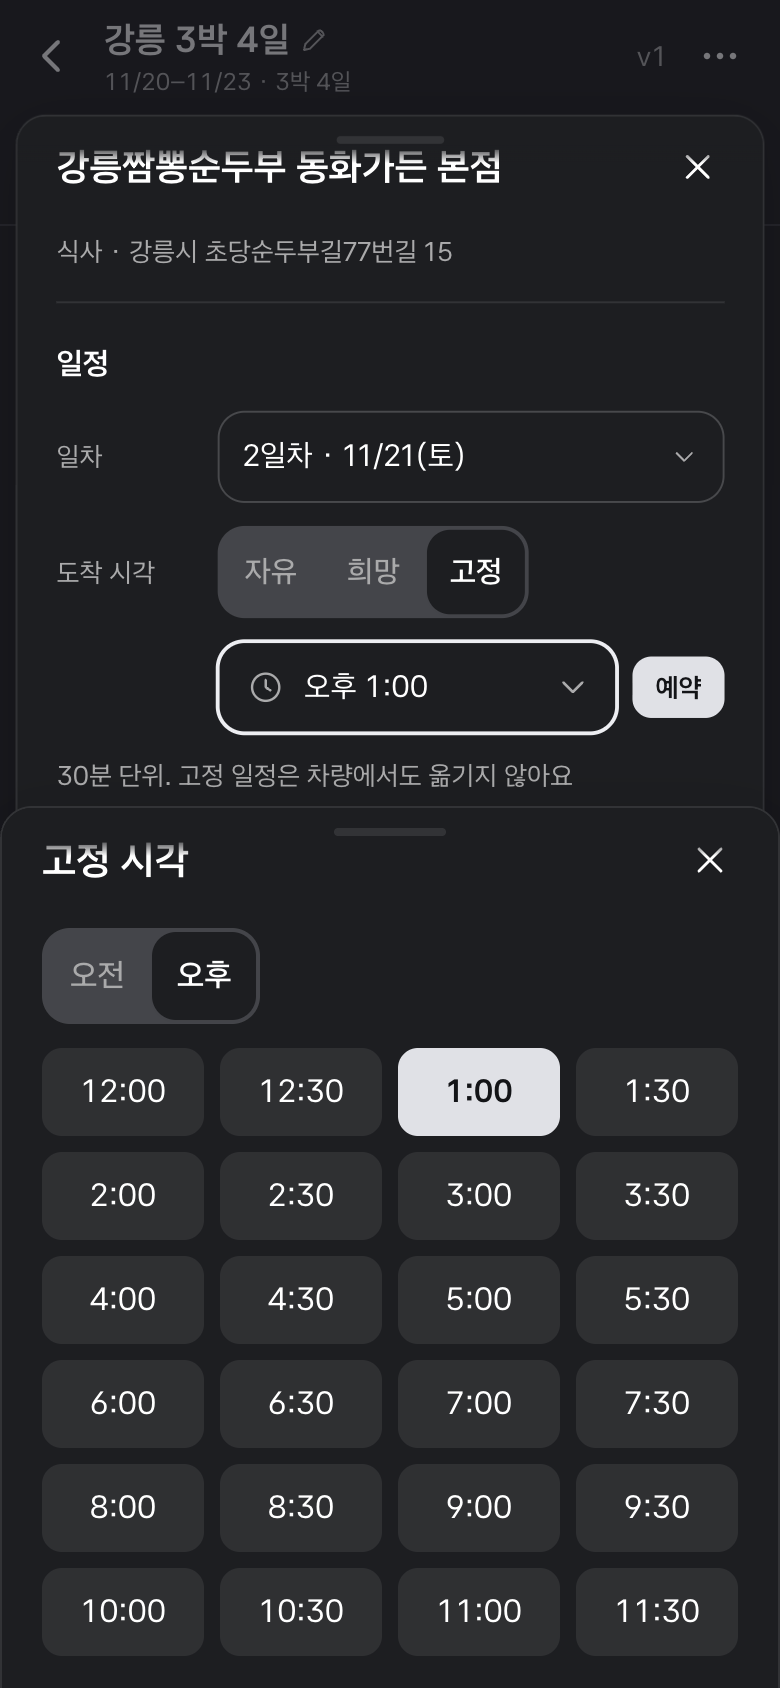 강릉 3박 4일
11/20–11/23 · 3박 4일
v1
강릉짬뽕순두부 동화가든 본점
식사 · 강릉시 초당순두부길77번길 15
일정
일차
2일차 · 11/21(토)
도착 시각
자유 희망 고정
오후 1:00
예약
30분 단위. 고정 일정은 차량에서도 옮기지 않아요
고정 시각
오전 오후
12:00 12:30 1:00 1:30
2:00 2:30 3:00 3:30
4:00 4:30 5:00 5:30
6:00 6:30 7:00 7:30
8:00 8:30 9:00 9:30
10:00 10:30 11:00 11:30